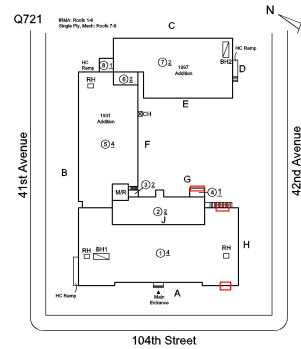 Q721
IRMA: Roofs 1-6
Single Ply, Mech: Roofs 7-8
N
C
HC
Ramp
8 1
7 2
1997
Addition
BH2
HC Ramp
D
6 2
RH
E
1931
Addition
CH
5 4
F
41st Avenue
42nd Avenue
B
G
M/R
3 2
4 1
2 2
J
H
BH1
RH
1 4
RH
HC Ramp
A
Main
Entrance
104th Street